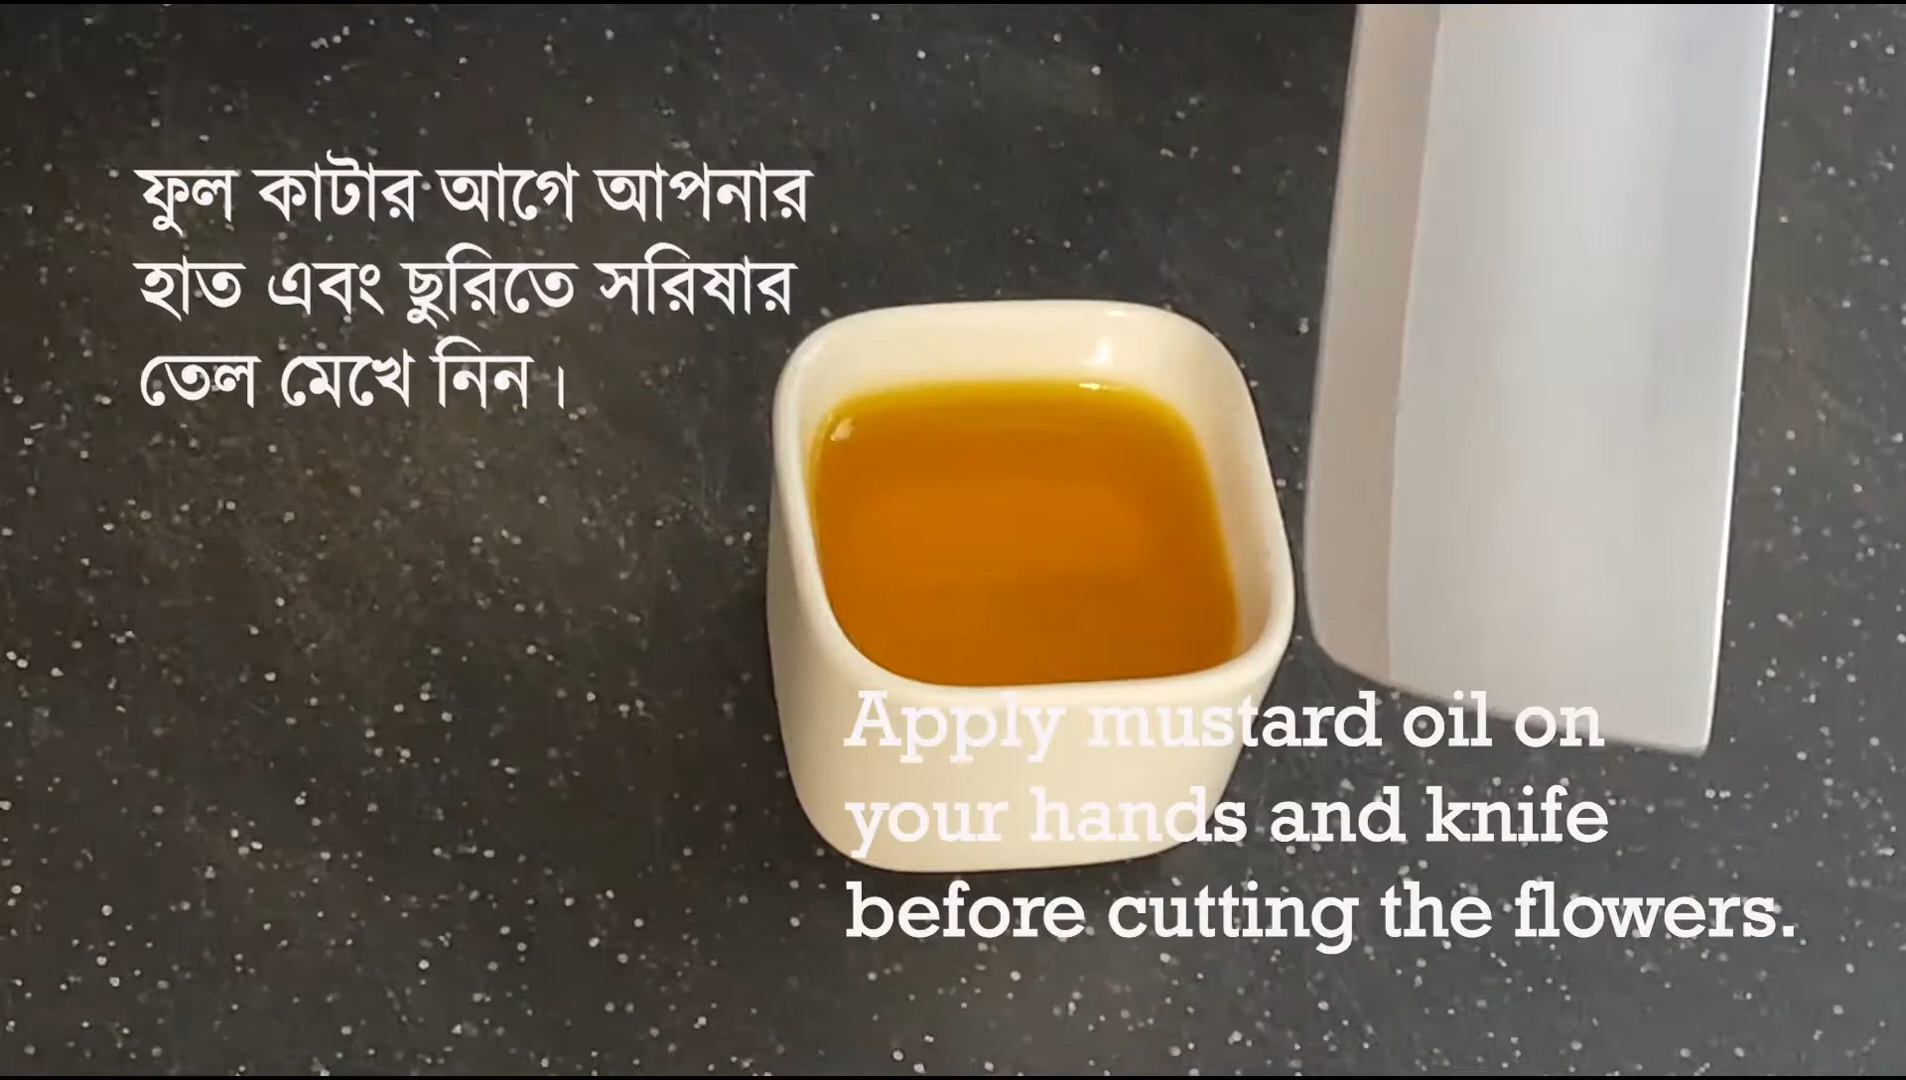 ফুল কাটার আগে আপনার
হাত এবং ছুরিতে সরিষার
তেল মেখে নিন।
Apply mustard oil on
your hands and knife
before cutting the flowers.